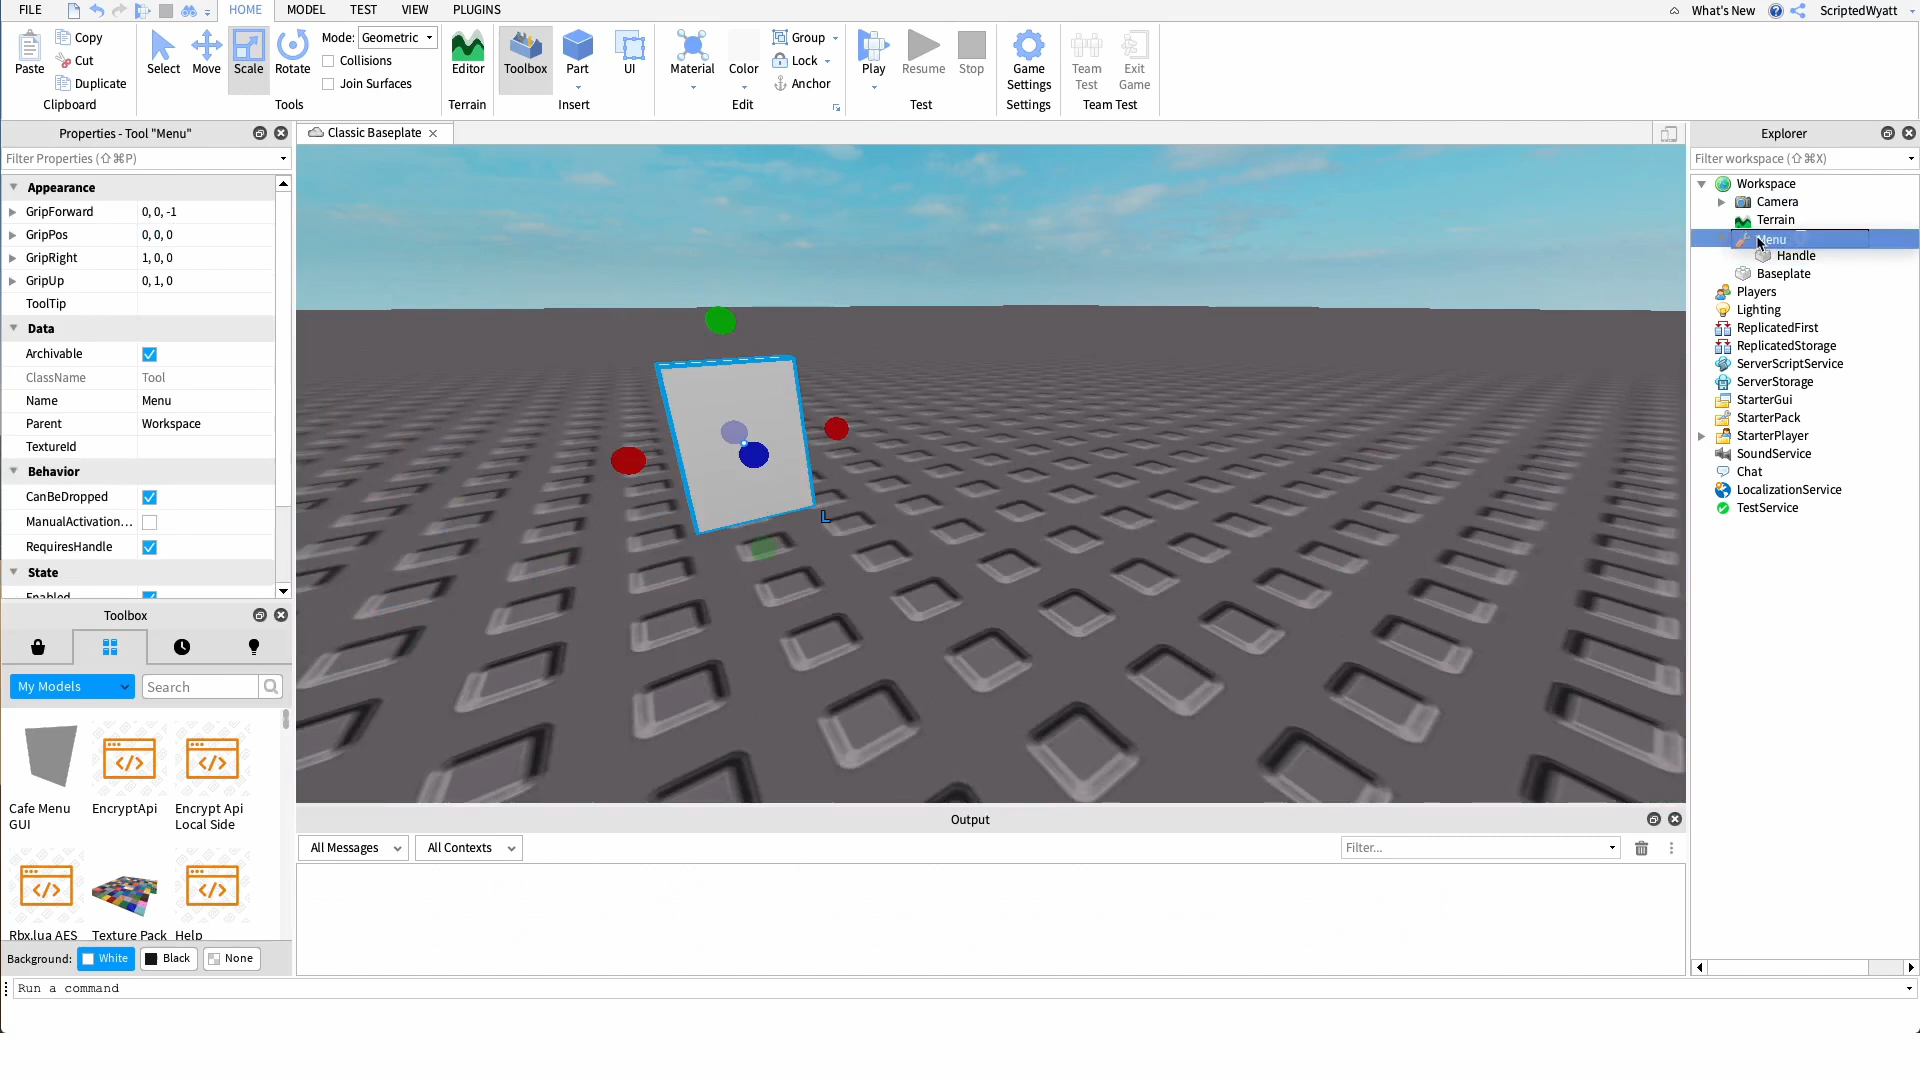 FILE
HOME
MODEL
TEST
VIEW
PLUGINS
What's New
ScriptedWyatt
Paste
Copy
Cut
Duplicate
Clipboard
Select
Move
Scale
Rotate
Mode: Geometric
Collisions
Join Surfaces
Tools
Editor
Terrain
Toolbox
Part
UI
Insert
Material
Color
Group
Lock
Anchor
Edit
Play
Resume
Stop
Test
Game
Settings
Settings
Team
Test
Exit
Game
Team Test
Properties - Tool "Menu"
Filter Properties (⇧⌘P)
Appearance
GripForward 0, 0, -1
GripPos 0, 0, 0
GripRight 1, 0, 0
GripUp 0, 1, 0
ToolTip
Data
Archivable
ClassName Tool
Name Menu
Parent Workspace
TextureId
Behavior
CanBeDropped
ManualActivation...
RequiresHandle
State
Enabled
Toolbox
My Models
Search
Cafe Menu
GUI
EncryptApi
Encrypt Api
Local Side
Rbx.lua AES
Texture Pack
Help
Background: White Black None
Run a command
Classic Baseplate
L
Output
All Messages
All Contexts
Filter...
Explorer
Filter workspace (⇧⌘X)
Workspace
Camera
Terrain
Menu
Handle
Baseplate
Players
Lighting
ReplicatedFirst
ReplicatedStorage
ServerScriptService
ServerStorage
StarterGui
StarterPack
StarterPlayer
SoundService
Chat
LocalizationService
TestService